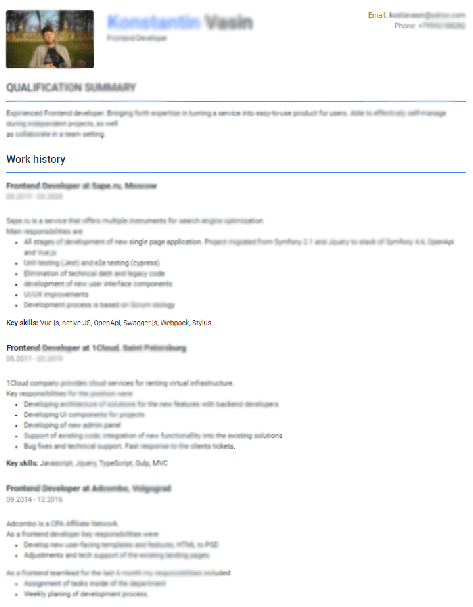 Konstantin Vasin
Frontend Developer
Email:
Phone:
QUALIFICATION SUMMARY
Experienced Frontend developer. Bringing forth expertise in turning a service into easy-to-use product for users. Able to effectively self-manage
during independent projects, as well
as collaborate in a team setting.
Work history
Frontend Developer at Sape.ru, Moscow
Sape.ru is a service that offers multiple instruments for search engine optimization.
Main responsibilities are:
All stages of development of new single page application. Project migrated from Symfony 2.1 and Jquery to stack of Symfony 4.4, OpenApi
and Vue.js
Unit testing (Jest) and e2e testing (cypress)
Elimination of technical debt and legacy code
development of new user interface components
UI/UX improvements
Development process is based on Scrum
Key skills: Vue.js, native JS, OpenApi, Swagger.js, Webpack, Stylus
Frontend Developer at 1Cloud, Saint Petersburg
05.2017 -
1Cloud company provides cloud services for renting virtual infrastructure.
Key responsibilities for the position were:
Developing architecture of solutions for the new features with backend developers
Developing UI components for projects
Developing of new admin panel
Support of existing code, integration of new functionallity into the existing solutions
Bug fixes and technical support. Fast response to the clients tickets.
Key skills: Javascript, Jquery, TypeScript, Gulp, MVC
Frontend Developer at Adcombo, Volgograd
09.2014 - 12.2016
Adcombo is a CPA Affiliate Network.
As a frontend developer key responsibilities were
Develop new user-facing templates and features, HTML to PSD
Adjustments and tech support of the existing landing pages
As a frontend teamlead for the last 6 month my responsibilities included
Assignment of tasks inside of the department
Weekly planing of development process.